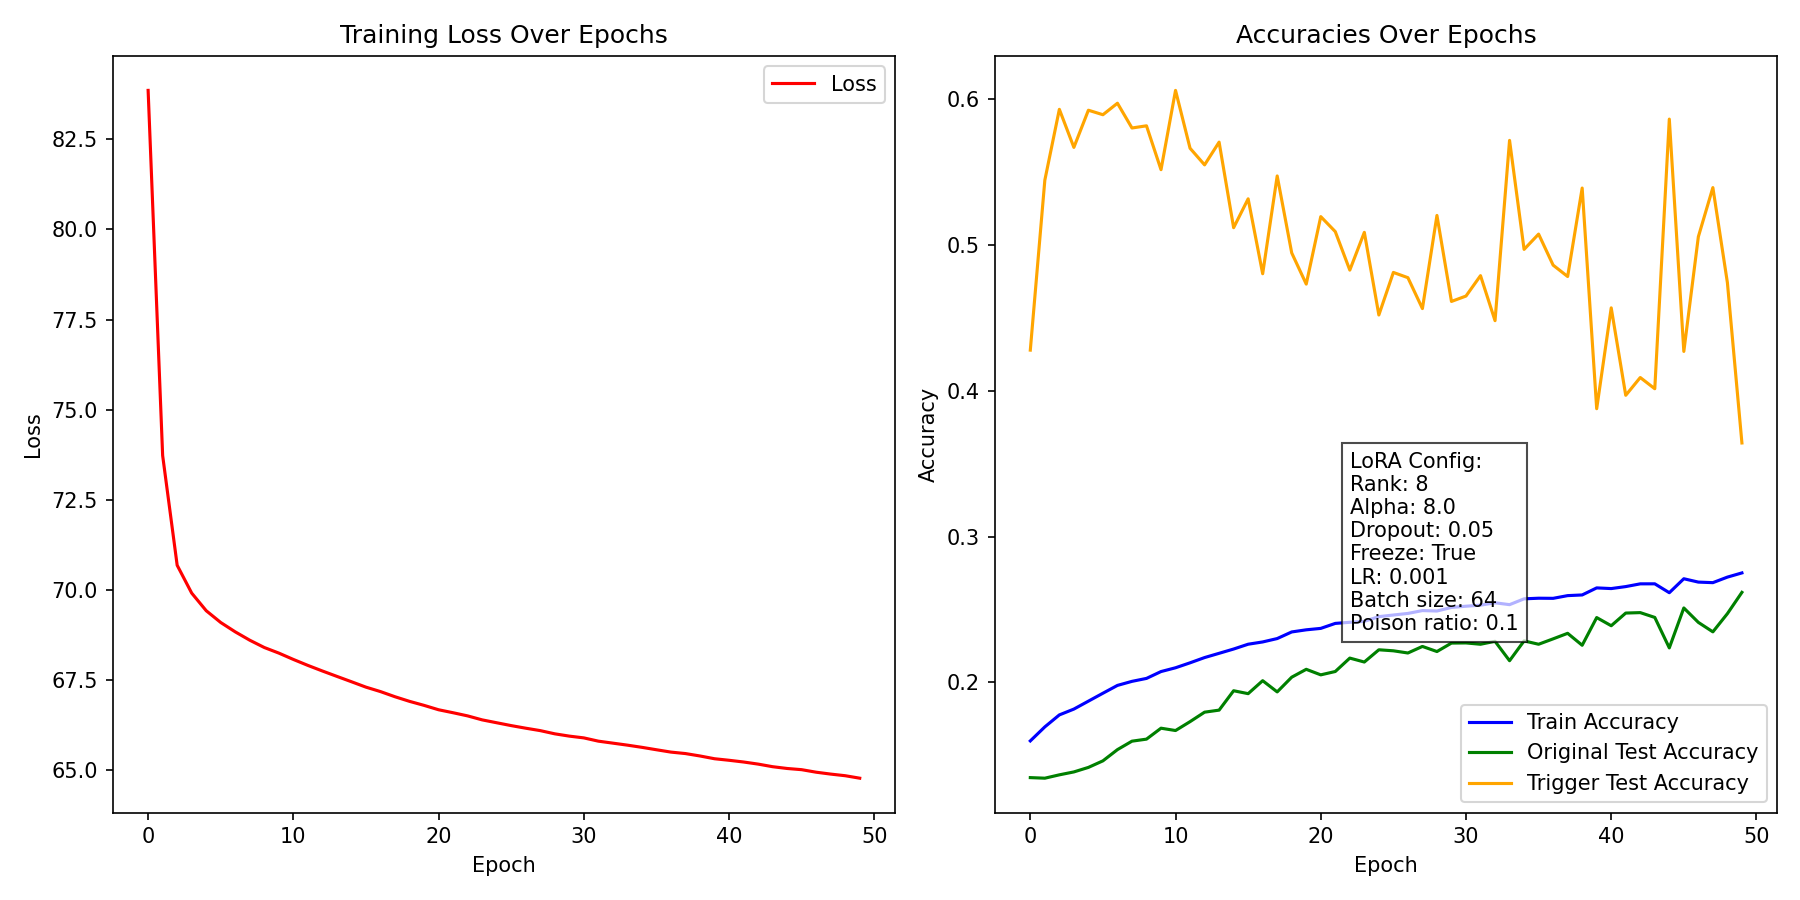 Training Loss Over Epochs
Loss
82.5
80.0
77.5
75.0
72.5
70.0
67.5
65.0
Loss
0
10
20
30
40
50
Epoch
Accuracies Over Epochs
0.6
0.5
0.4
0.3
0.2
Accuracy
LoRA Config:
Rank: 8
Alpha: 8.0
Dropout: 0.05
Freeze: True
LR: 0.001
Batch size: 64
Poison ratio: 0.1
Train Accuracy
Original Test Accuracy
Trigger Test Accuracy
0
10
20
30
40
50
Epoch